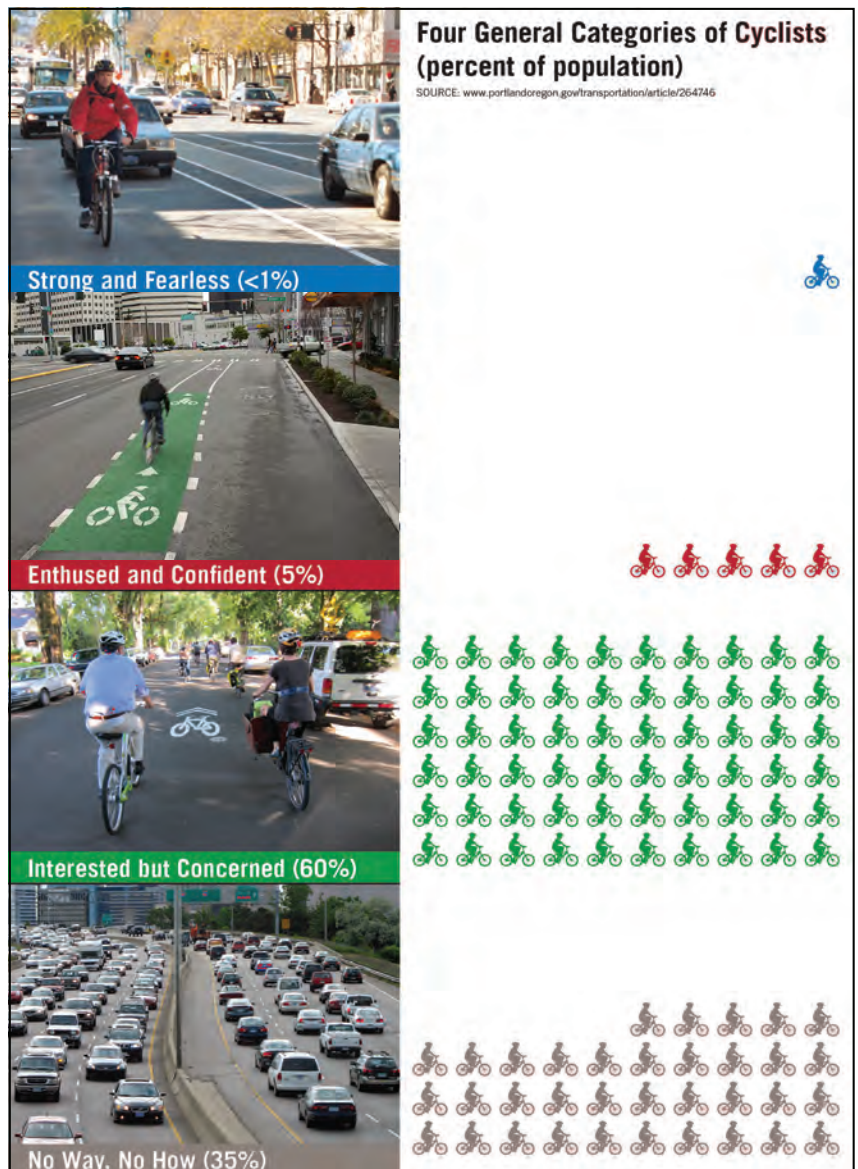 Four General Categories of Cyclists
(percent of population)
SOURCE: www.portlandoregon.gov/transportation/article/264746
Strong and Fearless (<1%)
Enthused and Confident (5%)
Interested but Concerned (60%)
No Way, No How (35%)